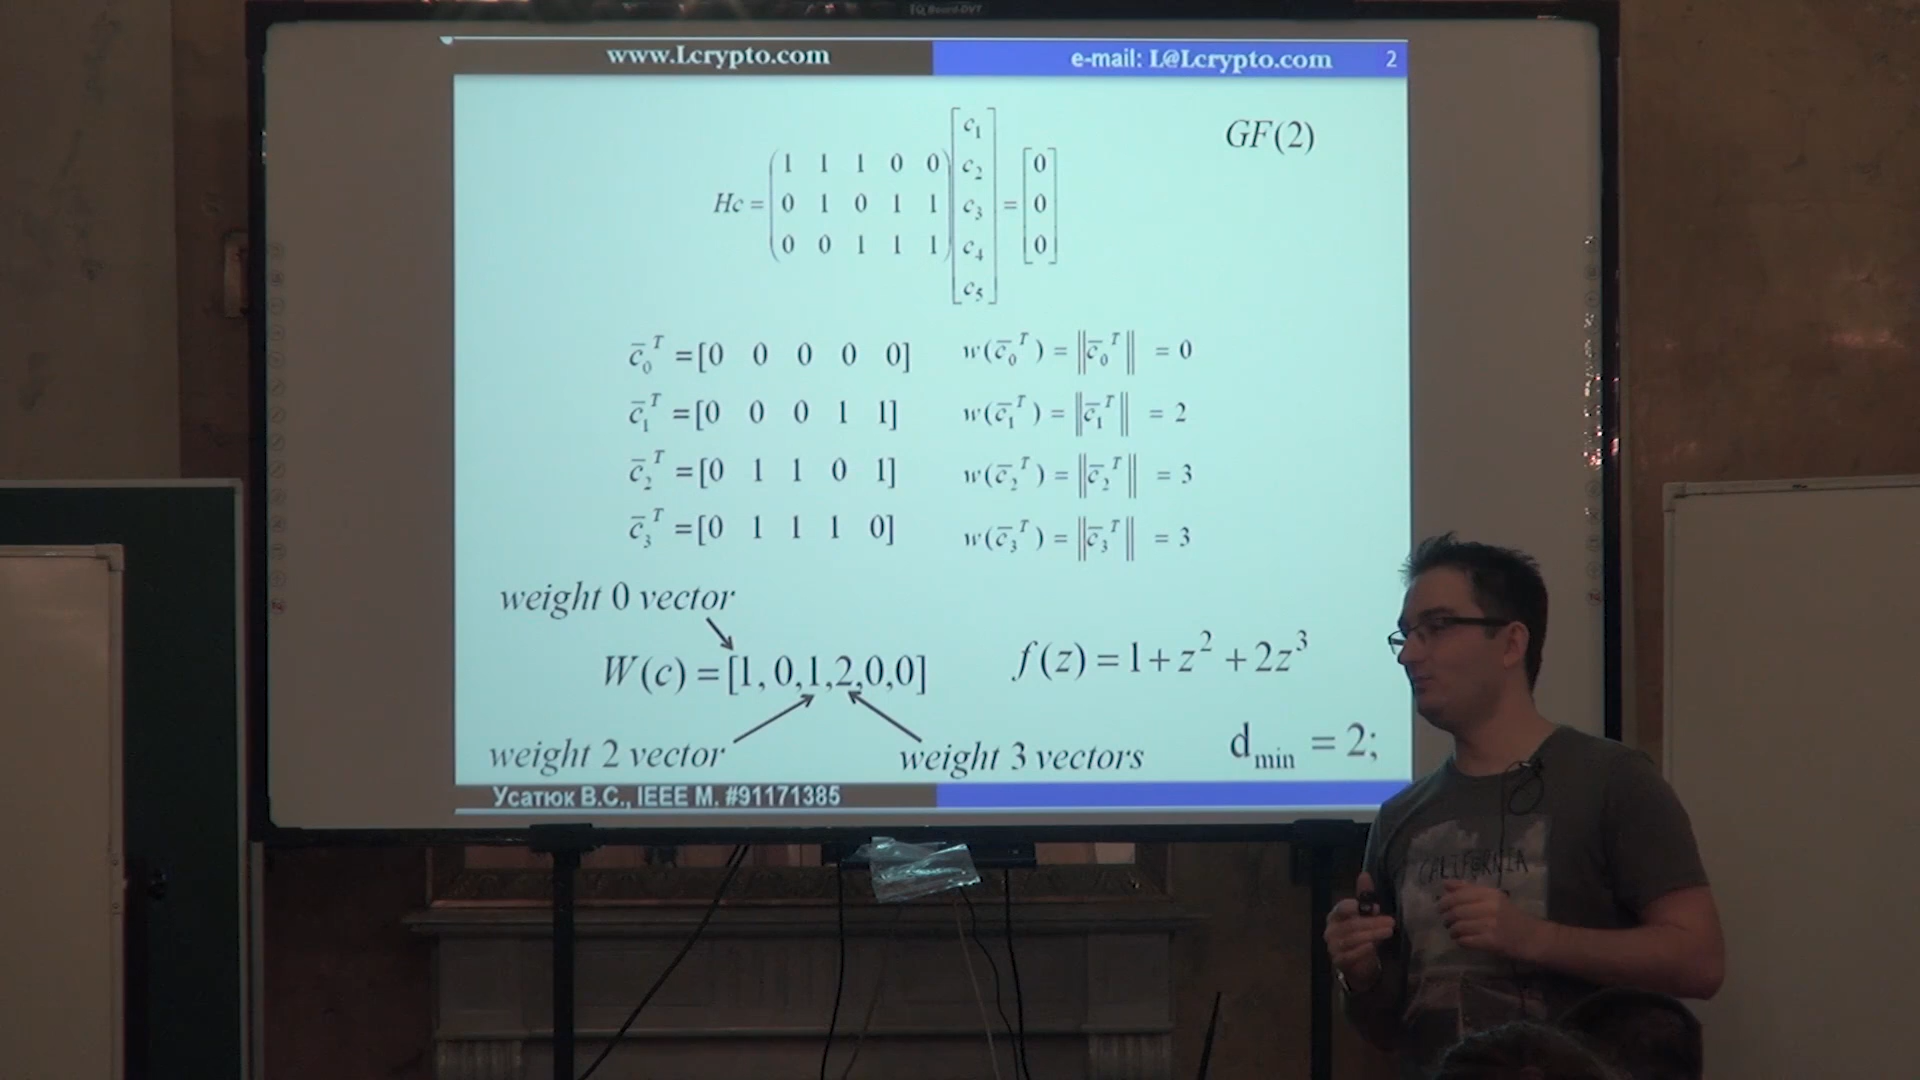 IQ Board-DVT
www.Lcrypto.com e-mail: L@Lcrypto.com 2
GF(2)
Hc = (1 1 1 0 0; 0 1 0 1 1; 0 0 1 1 1) [c₁ c₂ c₃ c₄ c₅] = [0 0 0]
c̅₀ᵀ = [0 0 0 0 0] w(c̅₀ᵀ) = ‖c̅₀ᵀ‖ = 0
c̅₁ᵀ = [0 0 0 1 1] w(c̅₁ᵀ) = ‖c̅₁ᵀ‖ = 2
c̅₂ᵀ = [0 1 1 0 1] w(c̅₂ᵀ) = ‖c̅₂ᵀ‖ = 3
c̅₃ᵀ = [0 1 1 1 0] w(c̅₃ᵀ) = ‖c̅₃ᵀ‖ = 3
weight 0 vector
W(c) = [1, 0,1,2,0,0] f(z) = 1 + z² + 2z³
weight 2 vector weight 3 vectors d_min = 2;
Усатюк В.С., IEEE M. #91171385
CALIFORNIA